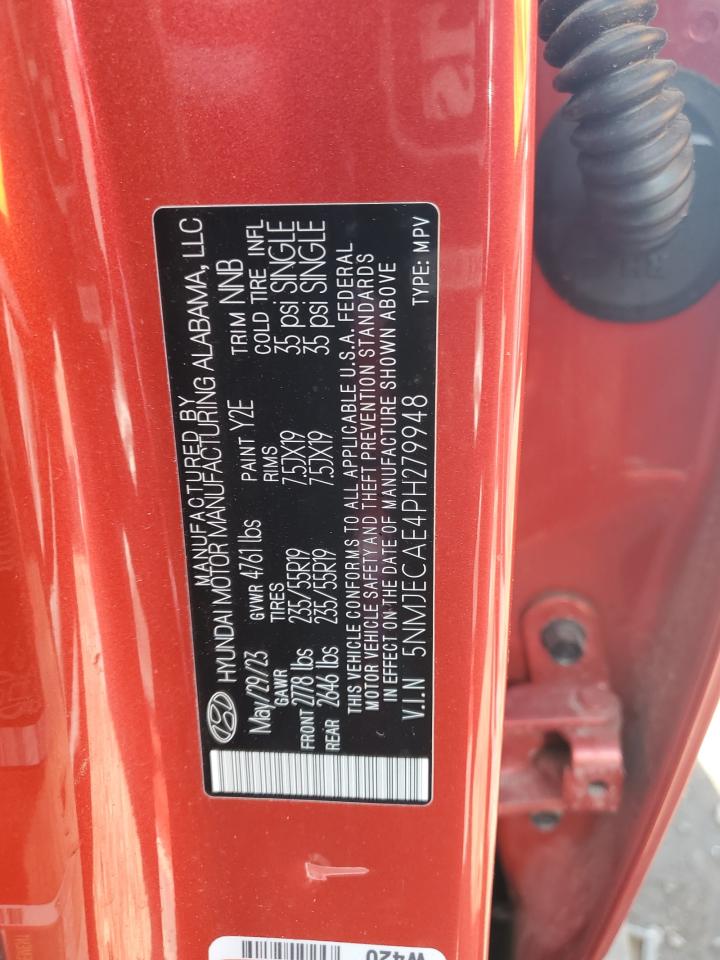 MANUFACTURED BY
HYUNDAI MOTOR MANUFACTURING ALABAMA, LLC
May/29/23 GVWR 4761 lbs PAINT Y2E TRIM NNB
GAWR TIRES RIMS COLD TIRE INFL
FRONT 2778 lbs 235/55R19 7.5JX19 35 psi SINGLE
REAR 2646 lbs 235/55R19 7.5JX19 35 psi SINGLE
THIS VEHICLE CONFORMS TO ALL APPLICABLE U.S.A. FEDERAL
MOTOR VEHICLE SAFETY AND THEFT PREVENTION STANDARDS
IN EFFECT ON THE DATE OF MANUFACTURE SHOWN ABOVE
V.I.N 5NMJECAE4PH279948 TYPE: MPV
W420